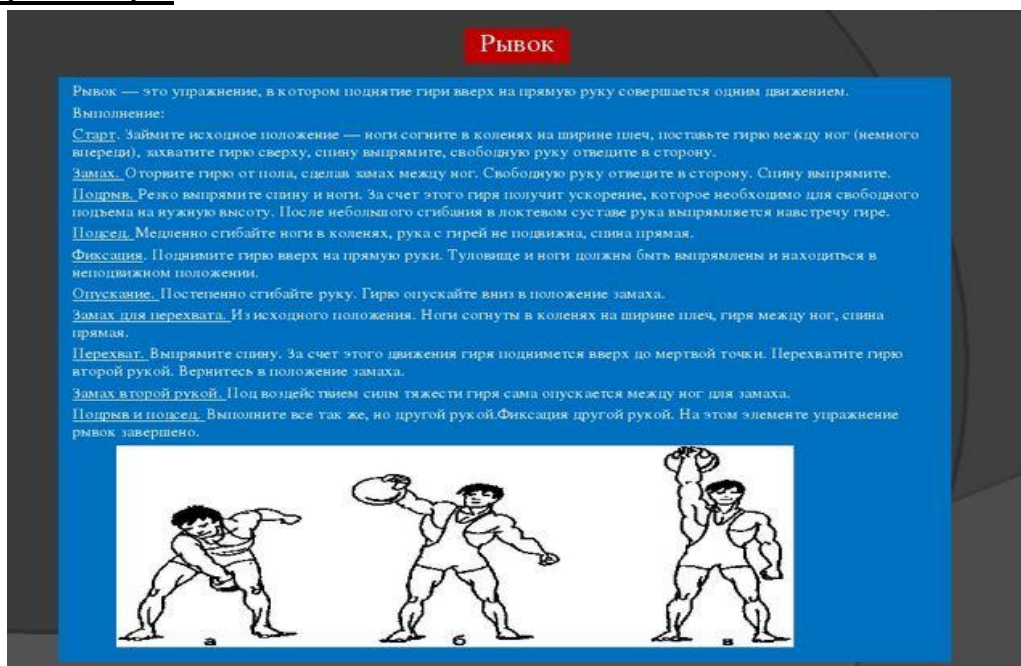 Рывок
Рывок — это упражнение, в котором поднятие гири вверх на прямую руку совершается одним движением.
Выполнение:
Старт. Займите исходное положение — ноги согните в коленях на ширине плеч, поставьте гирю между ног (немного
впереди), захватите гирю сверху, спину выпрямите, свободную руку отведите в сторону.
Замах. Оторвите гирю от пола, сделав замах между ног. Свободную руку отведите в сторону. Спину выпрямите.
Подрыв. Резко выпрямите спину и ноги. За счет этого гиря получит ускорение, которое необходимо для свободного
подъема на нужную высоту. После небольшого сгибания в локтевом суставе рука выпрямляется навстречу гире.
Подсед. Медленно сгибайте ноги в коленях, рука с гирей не подвижна, спина прямая.
Фиксация. Поднимите гирю вверх на прямую руки. Туловище и ноги должны быть выпрямлены и находиться в
неподвижном положении.
Опускание. Постепенно сгибайте руку. Гирю опускайте вниз в положение замаха.
Замах для перехвата. Из исходного положения. Ноги согнуты в коленях на ширине плеч, гиря между ног, спина
прямая.
Перехват. Выпрямите спину. За счет этого движения гиря поднимется вверх до мертвой точки. Перехватите гирю
второй рукой. Вернитесь в положение замаха.
Замах второй рукой. Под воздействием силы тяжести гиря сама опускается между ног для замаха.
Подрыв и подсед. Выполните все так же, но другой рукой.Фиксация другой рукой. На этом элементе упражнение
рывок завершено.
а б в